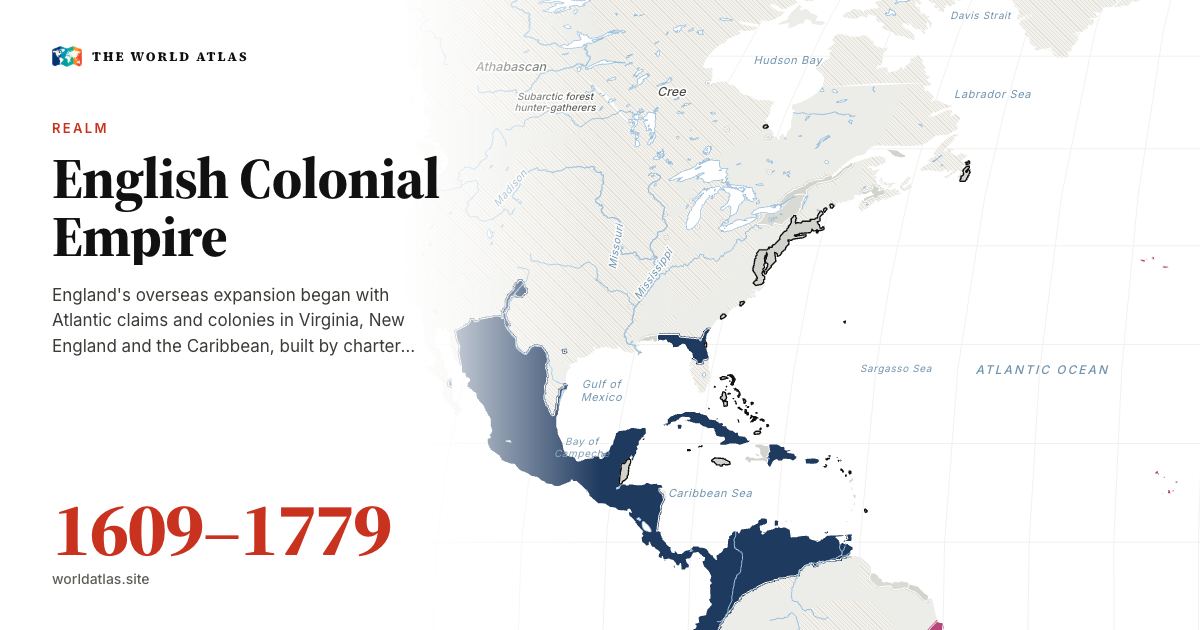 THE WORLD ATLAS
REALM
English Colonial
Empire
England's overseas expansion began with
Atlantic claims and colonies in Virginia, New
England and the Caribbean, built by charter...
1609–1779
worldatlas.site
Davis Strait
Hudson Bay
Athabascan
Subarctic forest
hunter-gatherers
Cree
Labrador Sea
Madison
Missouri
Mississippi
Gulf of
Mexico
Sargasso Sea
ATLANTIC OCEAN
Bay of
Campeche
Caribbean Sea